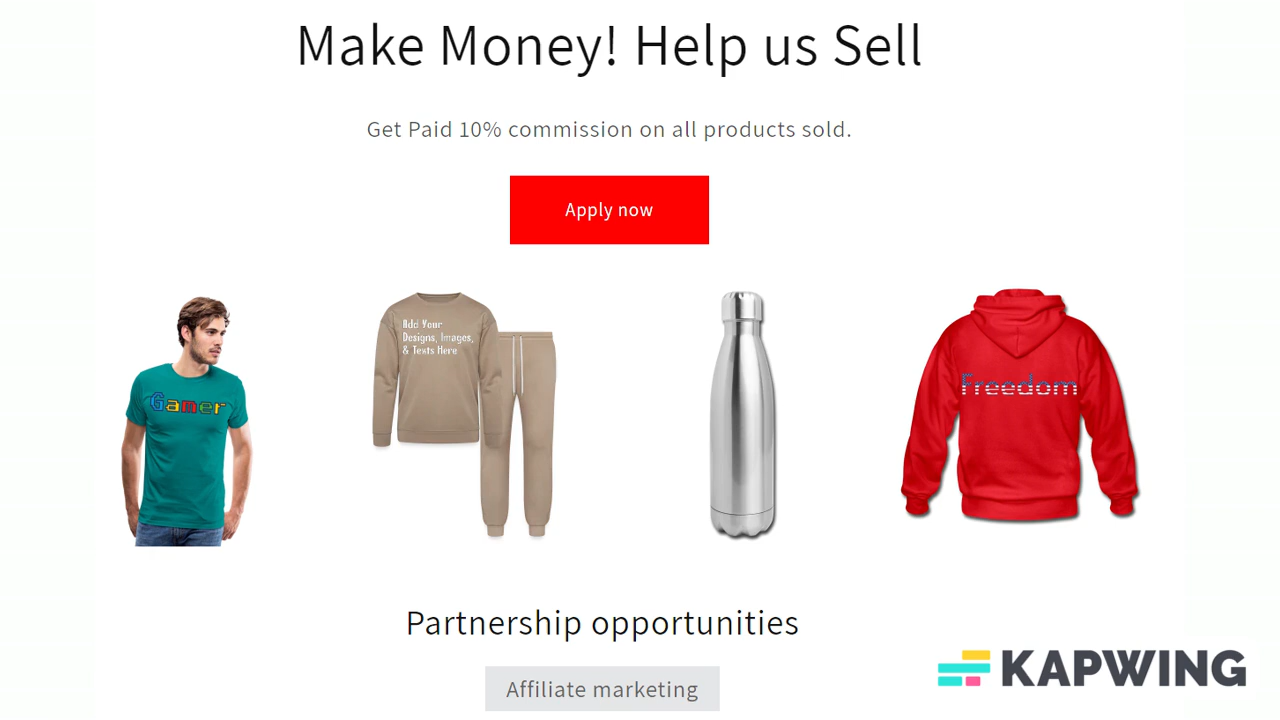 Make Money! Help us Sell
Get Paid 10% commission on all products sold.
Apply now
Gamer
Add Your
Designs, Images,
& Texts Here
Freedom
Partnership opportunities
KAPWING
Affiliate marketing